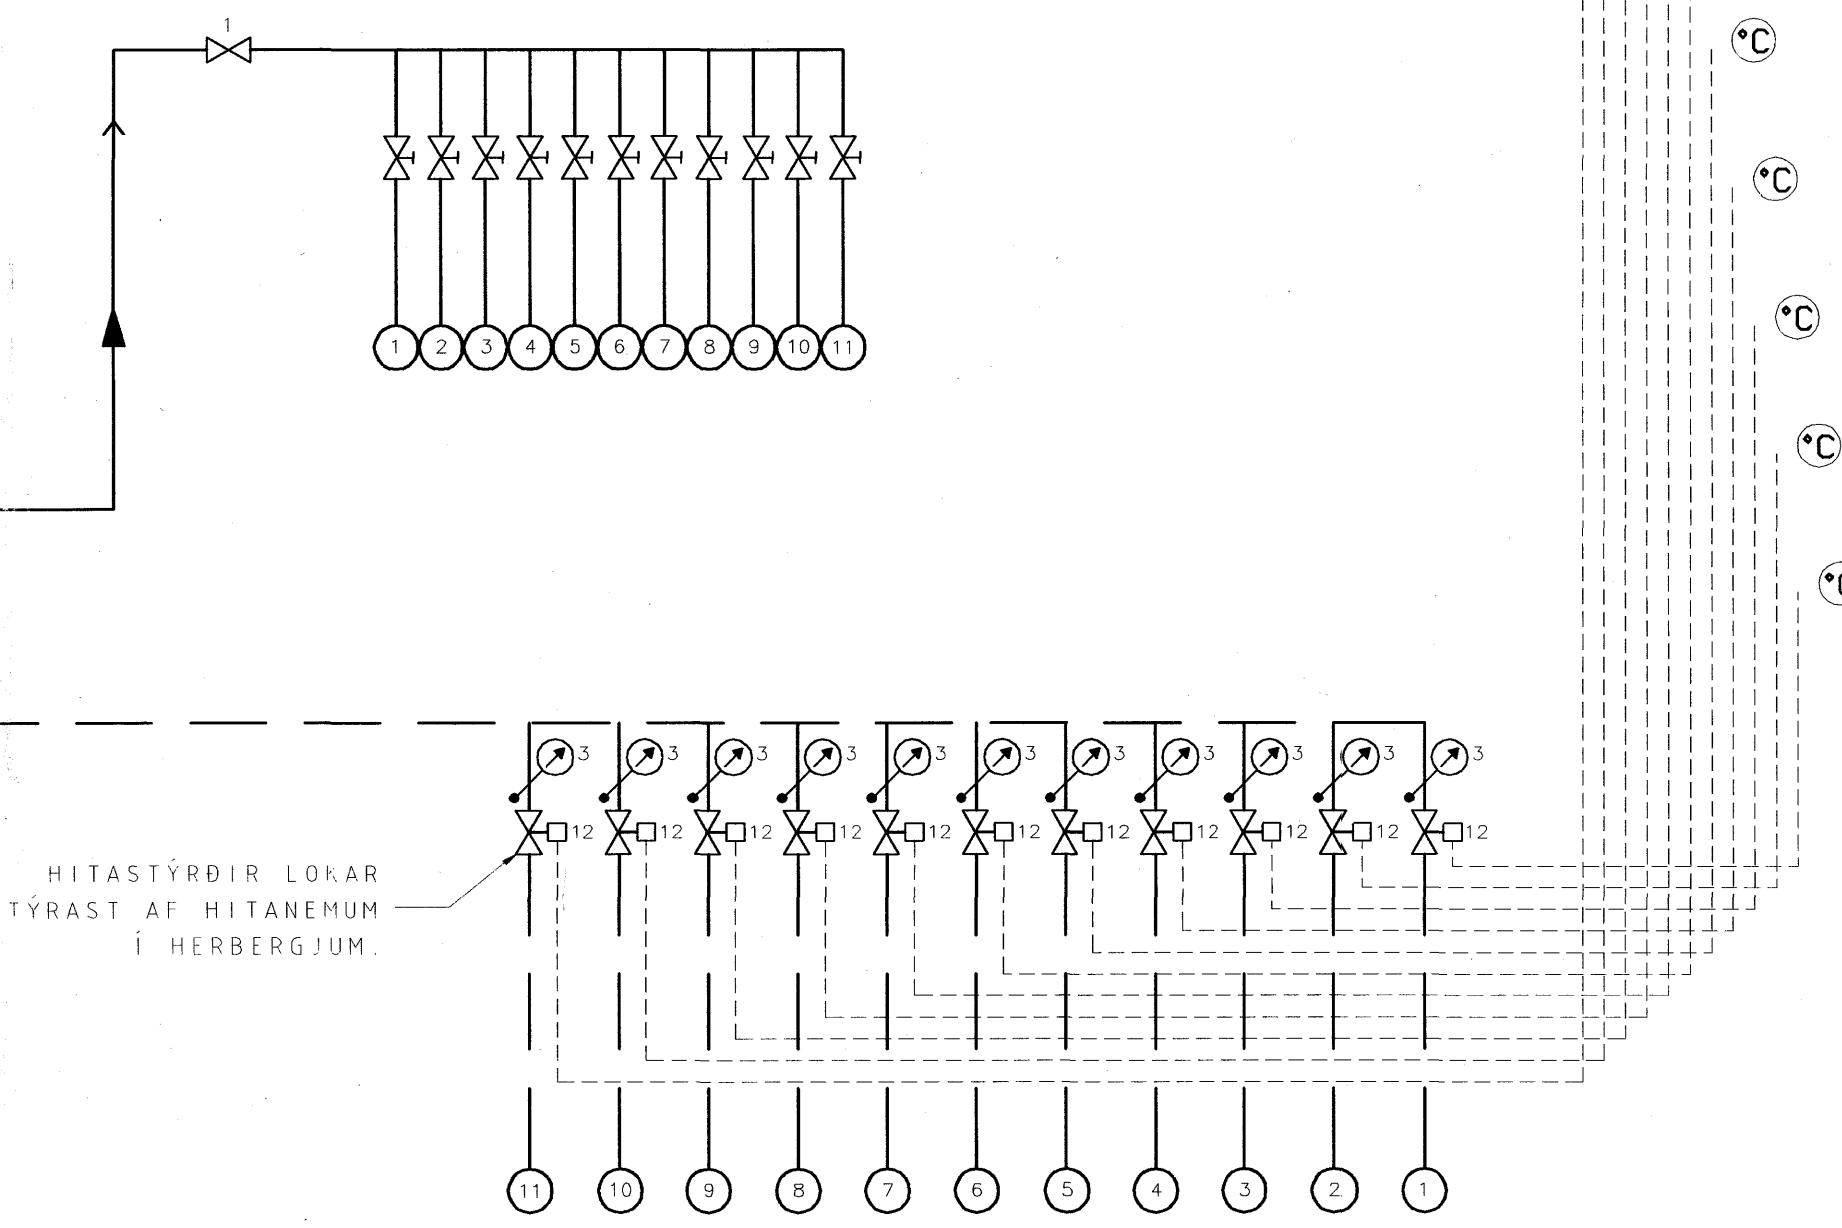 1
°C
°C
°C
°C
1 2 3 4 5 6 7 8 9 10 11
3 3 3 3 3 3 3 3 3 3 3
12 12 12 12 12 12 12 12 12 12 12
HITASTÝRÐIR LOKAR
TÝRAST AF HITANEMUM
Í HERBERGJUM.
11 10 9 8 7 6 5 4 3 2 1